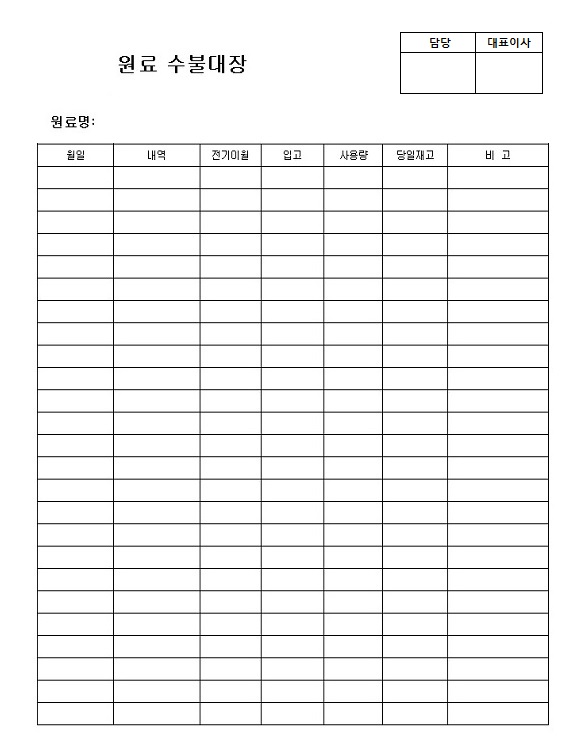 담당 대표이사
원료 수불대장
원료명:
월일 내역 전기이월 입고 사용량 당일재고 비 고